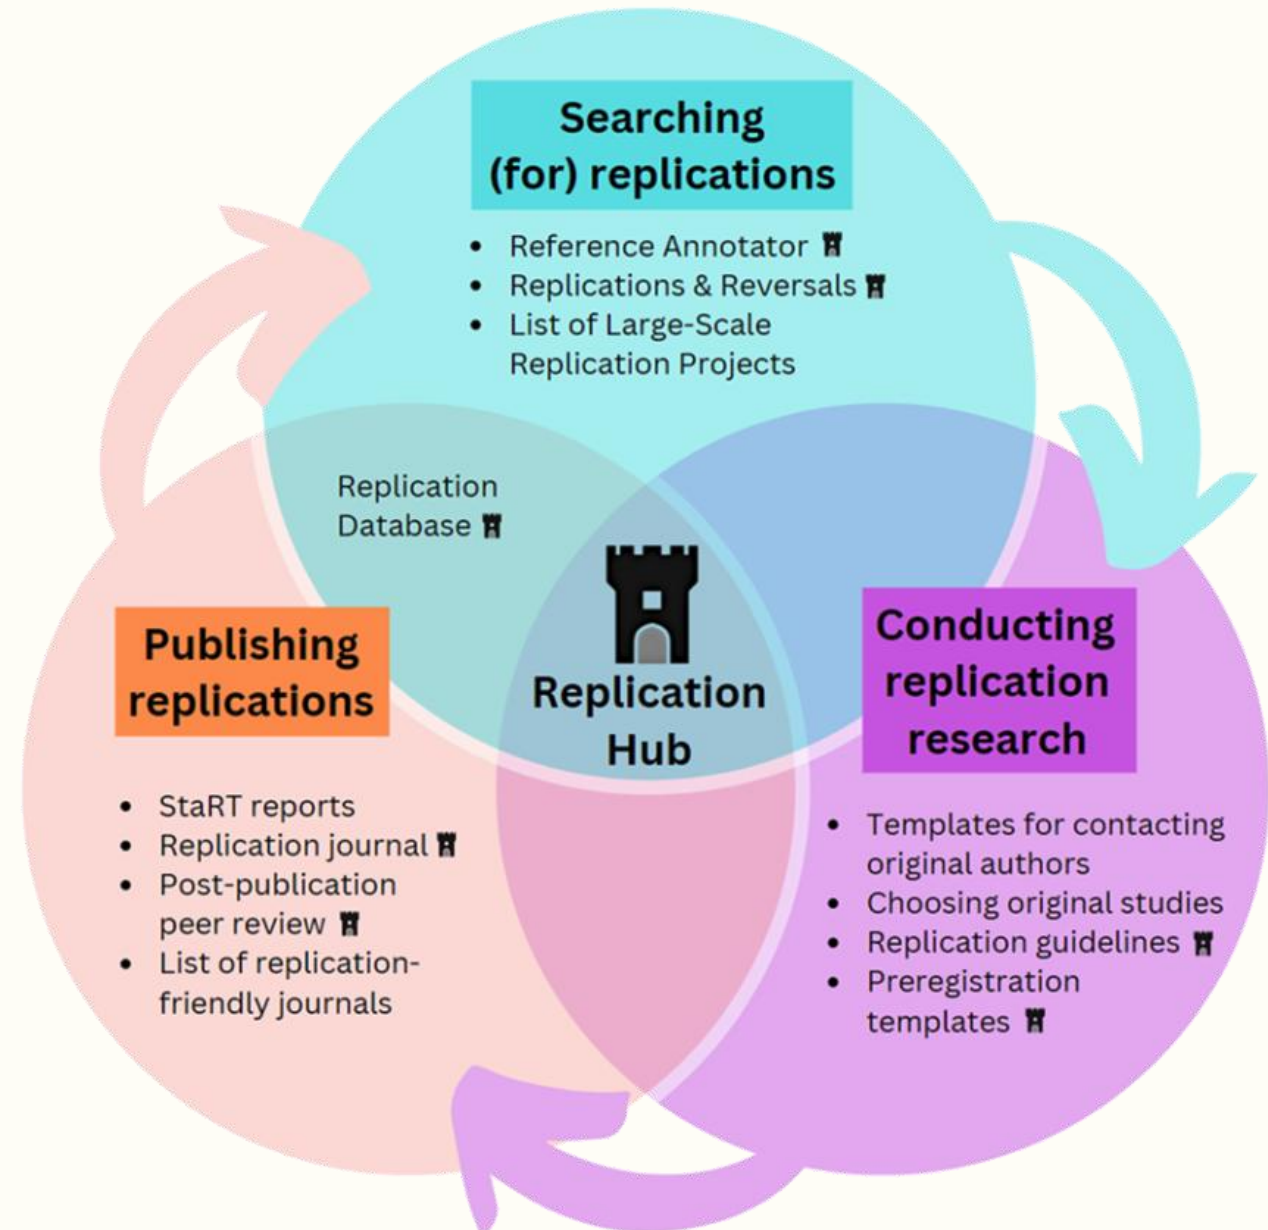 Searching
(for) replications
• Reference Annotator
• Replications & Reversals
• List of Large-Scale
Replication Projects
Replication
Database
Replication
Hub
Publishing
replications
• StaRT reports
• Replication journal
• Post-publication
peer review
• List of replication-
friendly journals
Conducting
replication
research
• Templates for contacting
original authors
• Choosing original studies
• Replication guidelines
• Preregistration
templates